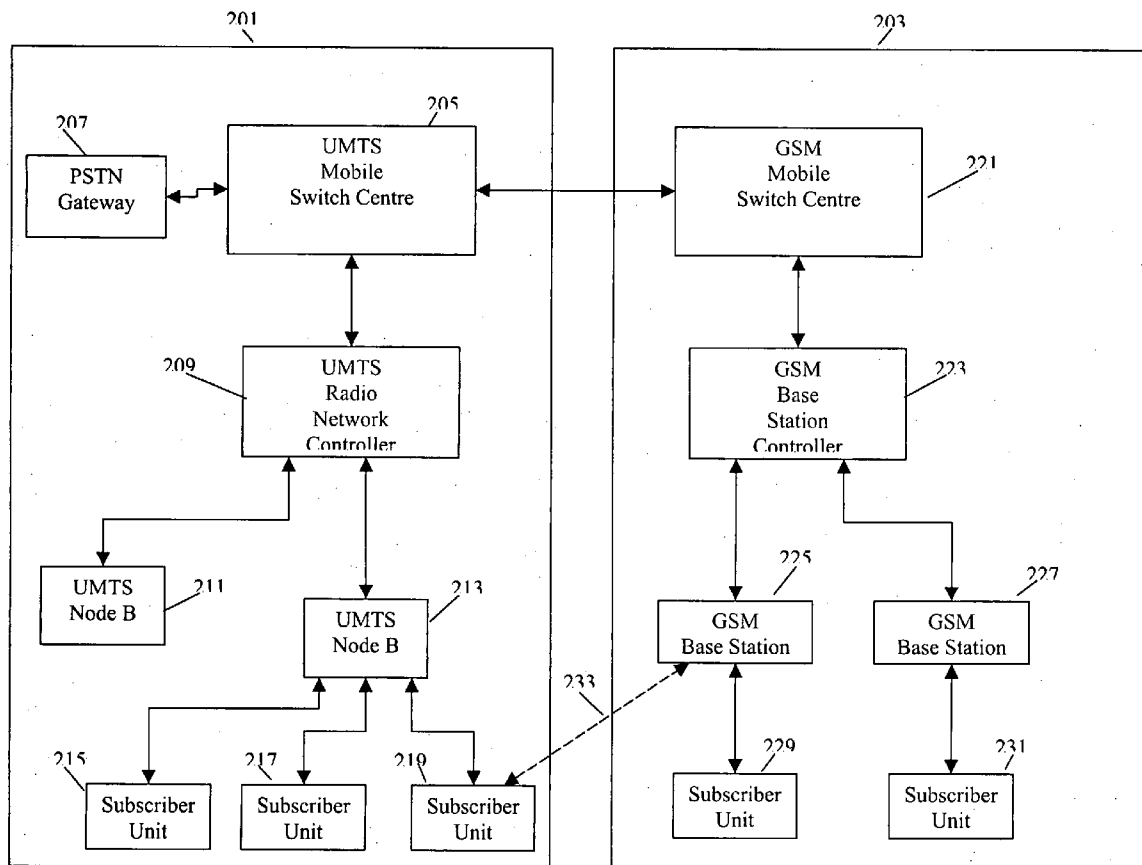 201
203
205
207
UMTS
Mobile
Switch Centre
PSTN
Gateway
GSM
Mobile
Switch Centre
221
209
UMTS
Radio
Network
Controller
GSM
Base
Station
Controller
223
225
227
UMTS
Node B
211
213
UMTS
Node B
GSM
Base Station
GSM
Base Station
233
215
217
219
229
231
Subscriber
Unit
Subscriber
Unit
Subscriber
Unit
Subscriber
Unit
Subscriber
Unit